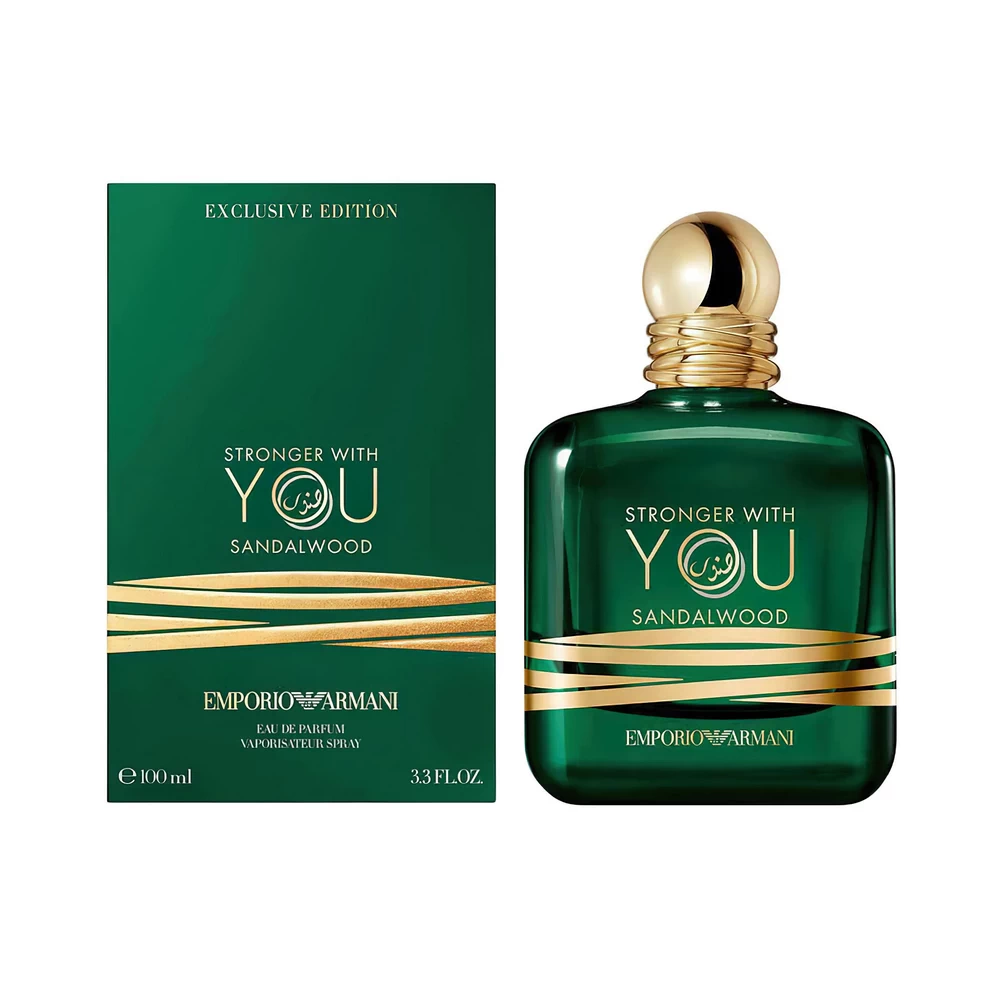 EXCLUSIVE EDITION
STRONGER WITH
YOU
SANDALWOOD
EMPORIO ARMANI
EAU DE PARFUM
VAPORISATEUR SPRAY
℮ 100 ml
3.3 FL.OZ.
STRONGER WITH
YOU
SANDALWOOD
EMPORIO ARMANI